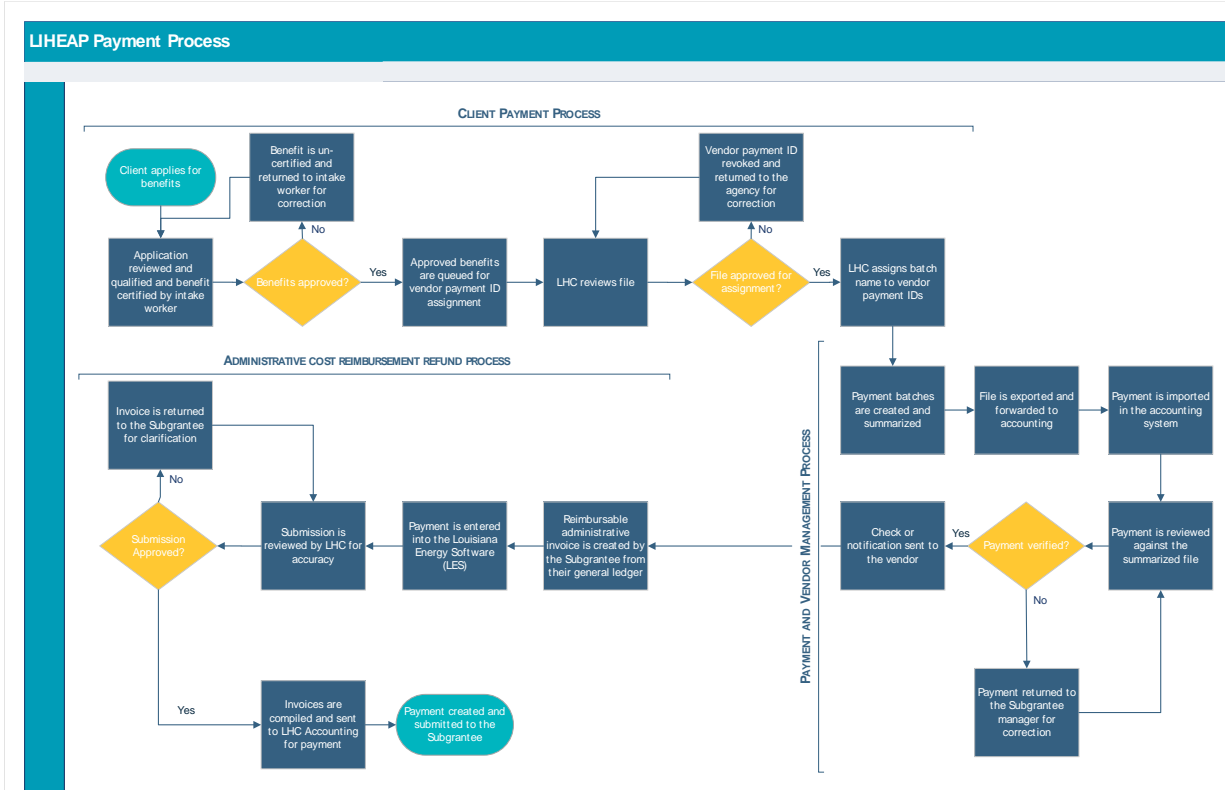 LIHEAP Payment Process
CLIENT PAYMENT PROCESS
Client applies for
benefits
Benefit is un-
certified and
returned to intake
worker for
correction
Vendor payment ID
revoked and
returned to the
agency for
correction
No
No
Application
reviewed and
qualified and benefit
certified by intake
worker
Benefits approved?
Yes
Approved benefits
are queued for
vendor payment ID
assignment
LHC reviews file
File approved for
assignment?
Yes
LHC assigns batch
name to vendor
payment IDs
PAYMENT AND VENDOR MANAGEMENT PROCESS
Payment batches
are created and
summarized
File is exported and
forwarded to
accounting
Payment is imported
in the accounting
system
Payment is reviewed
against the
summarized file
Payment verified?
Yes
Check or
notification sent to
the vendor
No
Payment returned to
the Subgrantee
manager for
correction
ADMINISTRATIVE COST REIMBURSEMENT REFUND PROCESS
Reimbursable
administrative
invoice is created by
the Subgrantee from
their general ledger
Payment is entered
into the Louisiana
Energy Software
(LES)
Submission is
reviewed by LHC for
accuracy
Submission
Approved?
No
Invoice is returned
to the Subgrantee
for clarification
Yes
Invoices are
compiled and sent
to LHC Accounting
for payment
Payment created and
submitted to the
Subgrantee